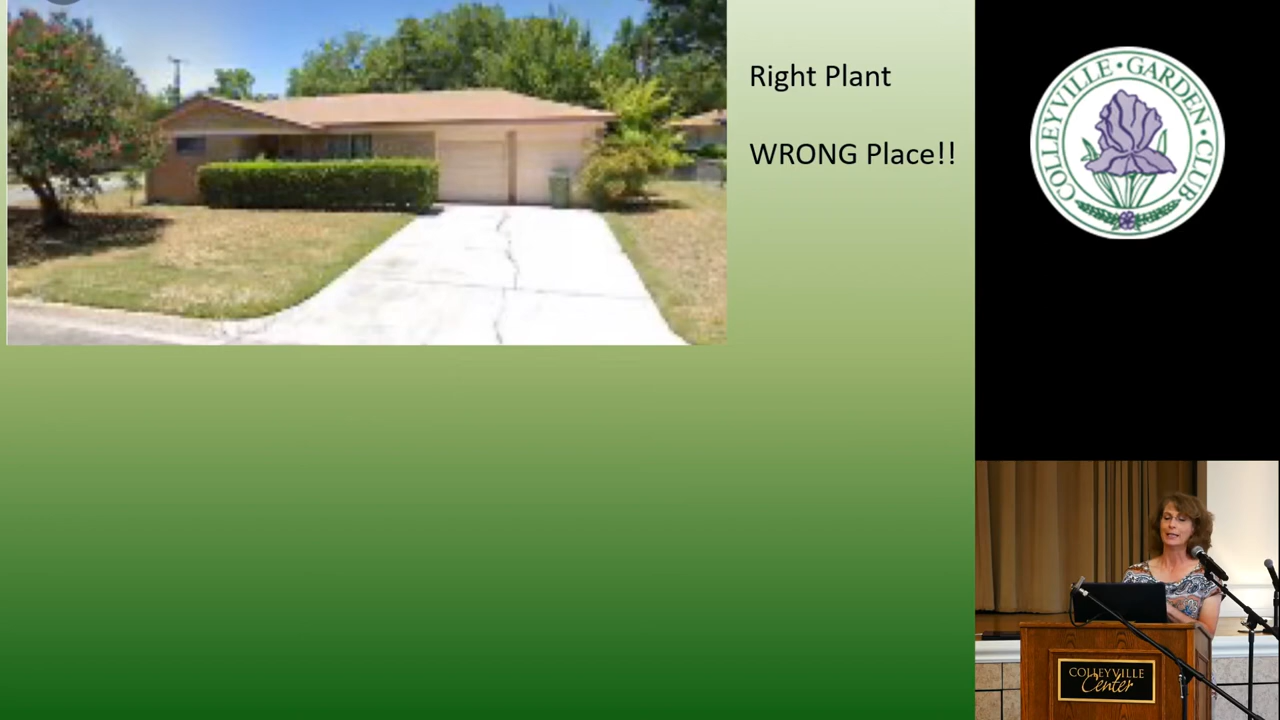 Right Plant
WRONG Place!!
COLLEYVILLE • GARDEN • CLUB
COLLEYVILLE
Center